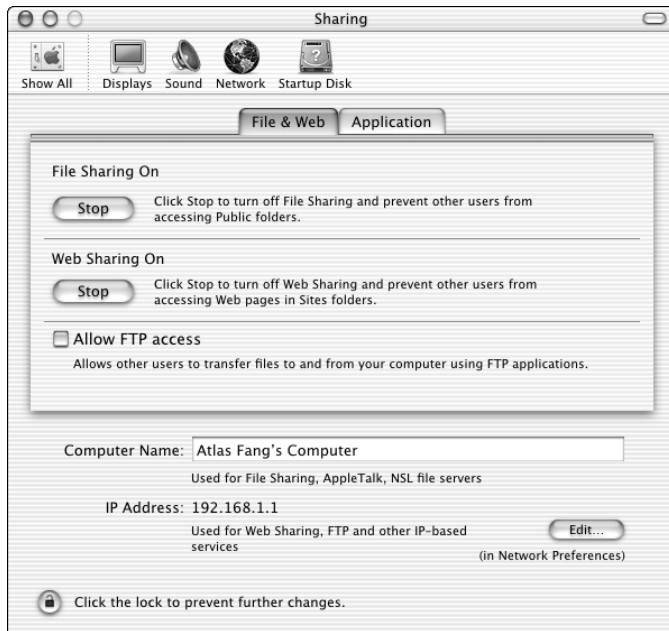 Sharing
Show All
Displays
Sound
Network
Startup Disk
File & Web
Application
File Sharing On
Stop
Click Stop to turn off File Sharing and prevent other users from
accessing Public folders.
Web Sharing On
Stop
Click Stop to turn off Web Sharing and prevent other users from
accessing Web pages in Sites folders.
Allow FTP access
Allows other users to transfer files to and from your computer using FTP applications.
Computer Name: Atlas Fang's Computer
Used for File Sharing, AppleTalk, NSL file servers
IP Address: 192.168.1.1
Used for Web Sharing, FTP and other IP-based
services
Edit...
(in Network Preferences)
Click the lock to prevent further changes.